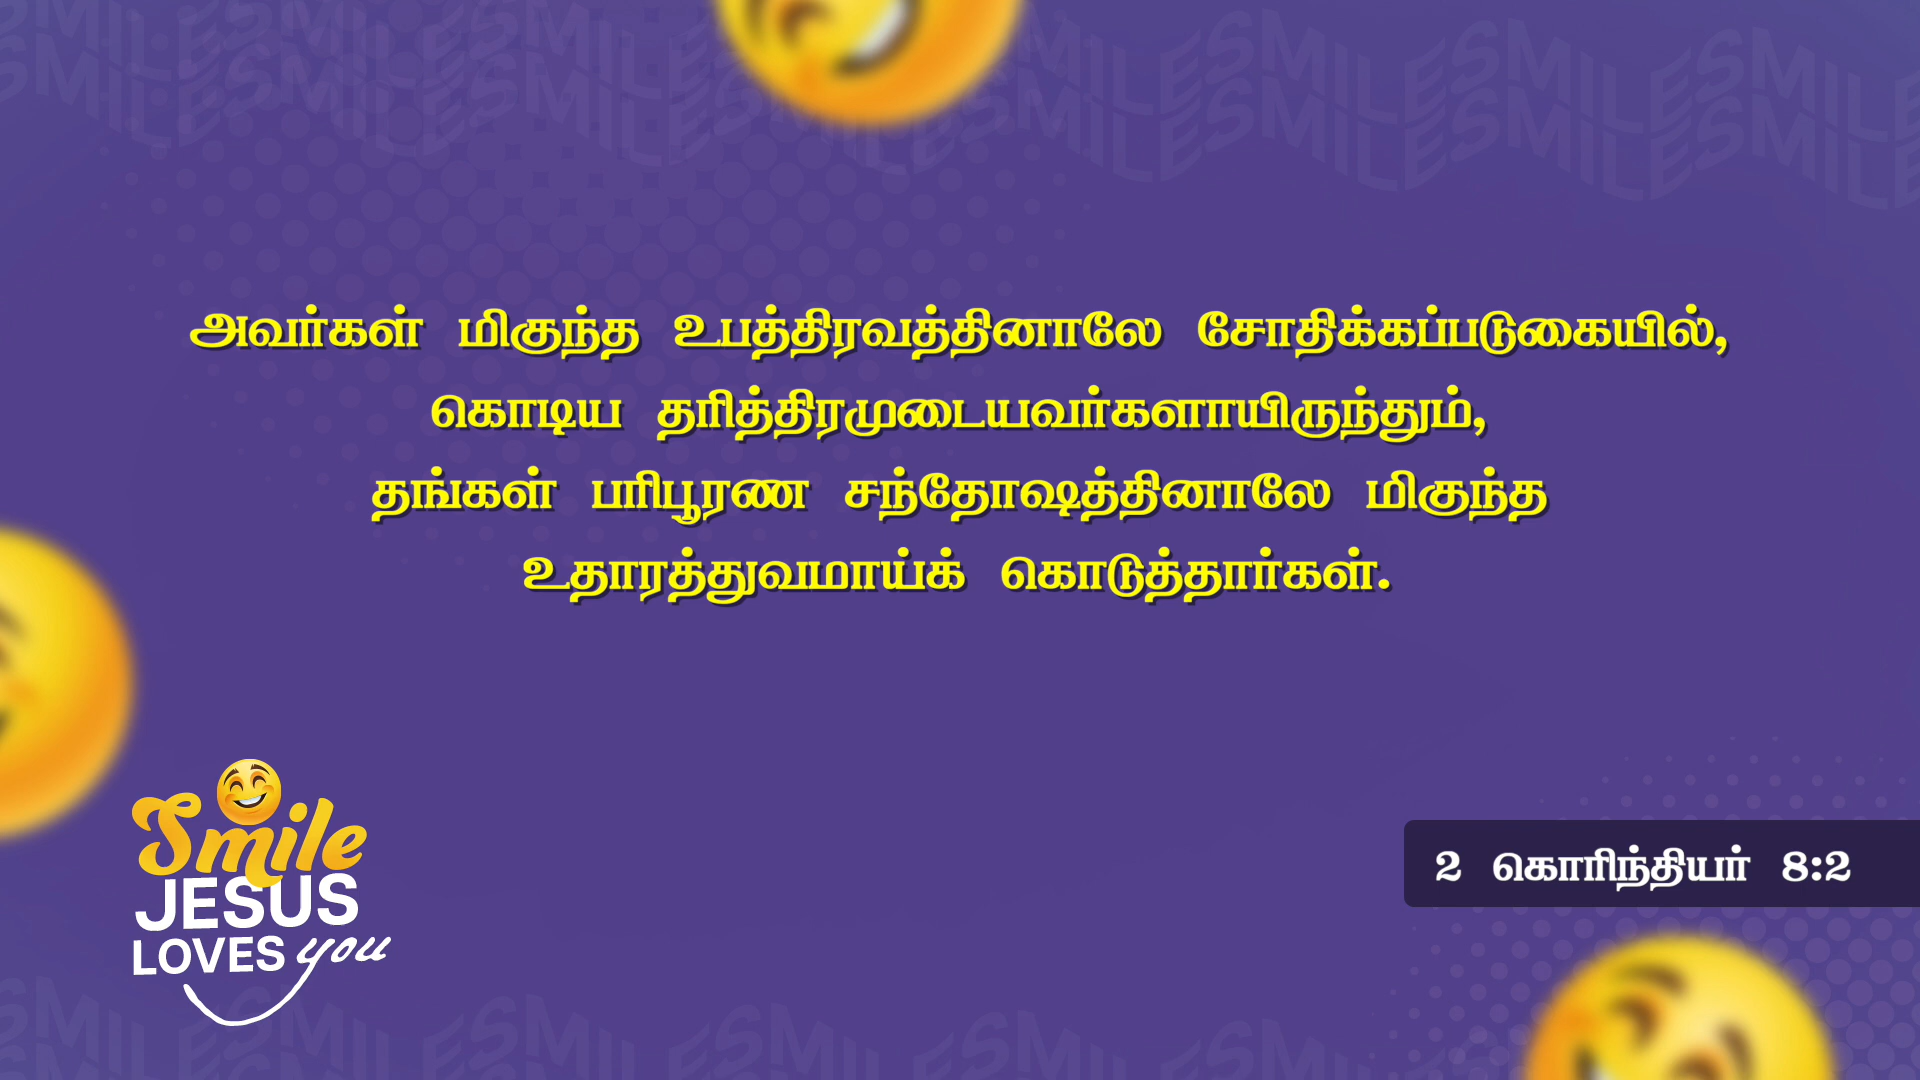 அவர்கள் மிகுந்த உபத்திரவத்தினாலே சோதிக்கப்படுகையில்,
கொடிய தரித்திரமுடையவர்களாயிருந்தும்,
தங்கள் பரிபூரண சந்தோஷத்தினாலே மிகுந்த
உதாரத்துவமாய்க் கொடுத்தார்கள்.
2 கொரிந்தியர் 8:2
Smile
JESUS
LOVES you